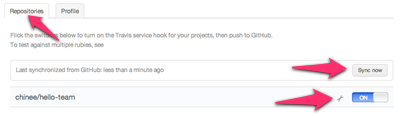 Repositories Profile
Flick the switches below to turn on the Travis service hook for your projects, then push to GitHub.
To test against multiple rubies, see
Last synchronized from GitHub: less than a minute ago Sync now
chinee/hello-team ON